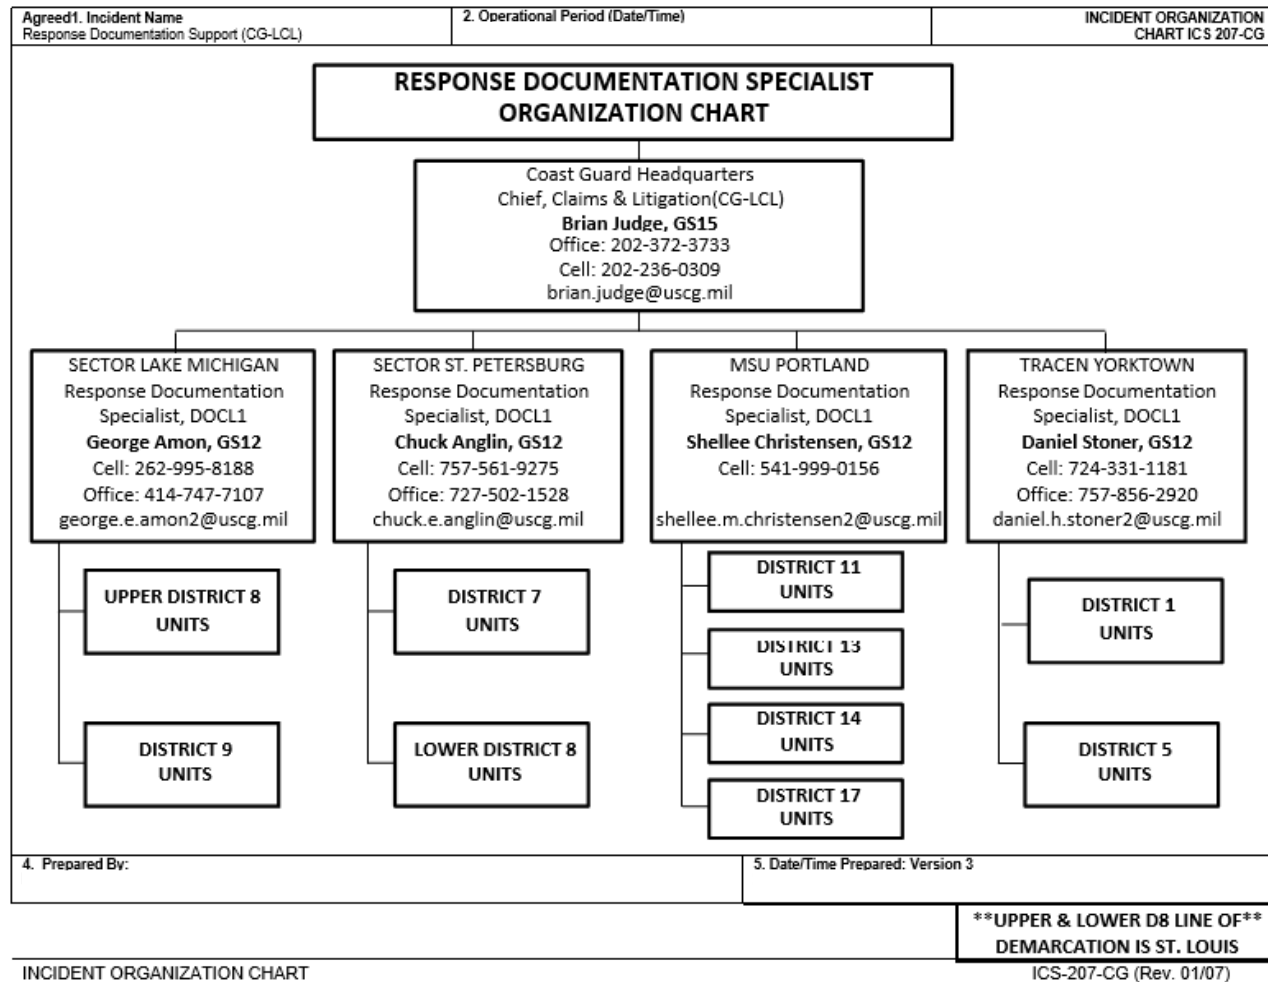 Agreed1. Incident Name
Response Documentation Support (CG-LCL)
2. Operational Period (Date/Time)
INCIDENT ORGANIZATION
CHART ICS 207-CG
RESPONSE DOCUMENTATION SPECIALIST
ORGANIZATION CHART
Coast Guard Headquarters
Chief, Claims & Litigation(CG-LCL)
Brian Judge, GS15
Office: 202-372-3733
Cell: 202-236-0309
brian.judge@uscg.mil
SECTOR LAKE MICHIGAN
Response Documentation
Specialist, DOCL1
George Amon, GS12
Cell: 262-995-8188
Office: 414-747-7107
george.e.amon2@uscg.mil
SECTOR ST. PETERSBURG
Response Documentation
Specialist, DOCL1
Chuck Anglin, GS12
Cell: 757-561-9275
Office: 727-502-1528
chuck.e.anglin@uscg.mil
MSU PORTLAND
Response Documentation
Specialist, DOCL1
Shellee Christensen, GS12
Cell: 541-999-0156
shellee.m.christensen2@uscg.mil
TRACEN YORKTOWN
Response Documentation
Specialist, DOCL1
Daniel Stoner, GS12
Cell: 724-331-1181
Office: 757-856-2920
daniel.h.stoner2@uscg.mil
UPPER DISTRICT 8
UNITS
DISTRICT 9
UNITS
DISTRICT 7
UNITS
LOWER DISTRICT 8
UNITS
DISTRICT 11
UNITS
DISTRICT 13
UNITS
DISTRICT 14
UNITS
DISTRICT 17
UNITS
DISTRICT 1
UNITS
DISTRICT 5
UNITS
4. Prepared By:
5. Date/Time Prepared: Version 3
**UPPER & LOWER D8 LINE OF**
DEMARCATION IS ST. LOUIS
INCIDENT ORGANIZATION CHART
ICS-207-CG (Rev. 01/07)